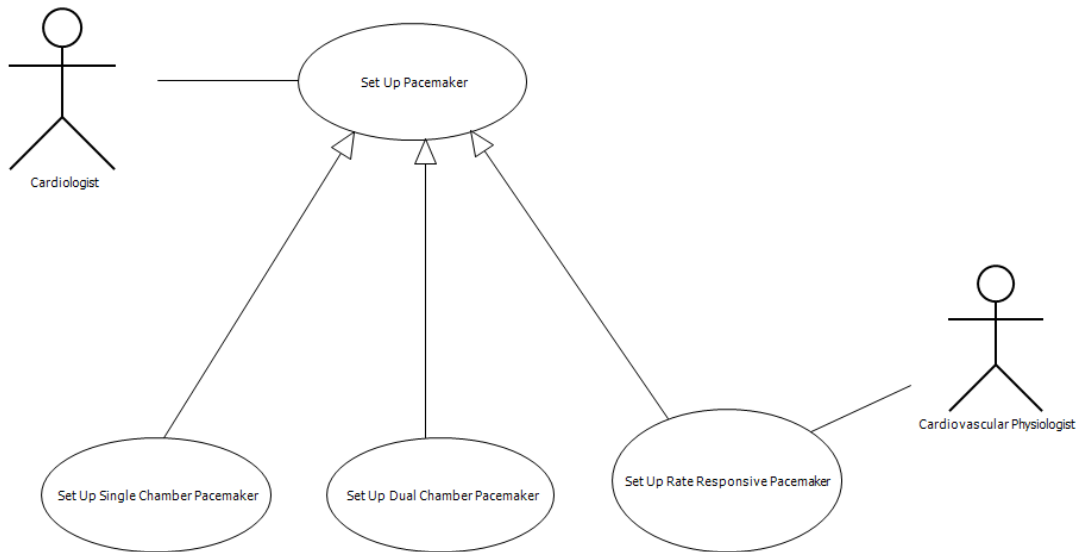 Set Up Pacemaker
Cardiologist
Cardiovascular Physiologist
Set Up Single Chamber Pacemaker
Set Up Dual Chamber Pacemaker
Set Up Rate Responsive Pacemaker